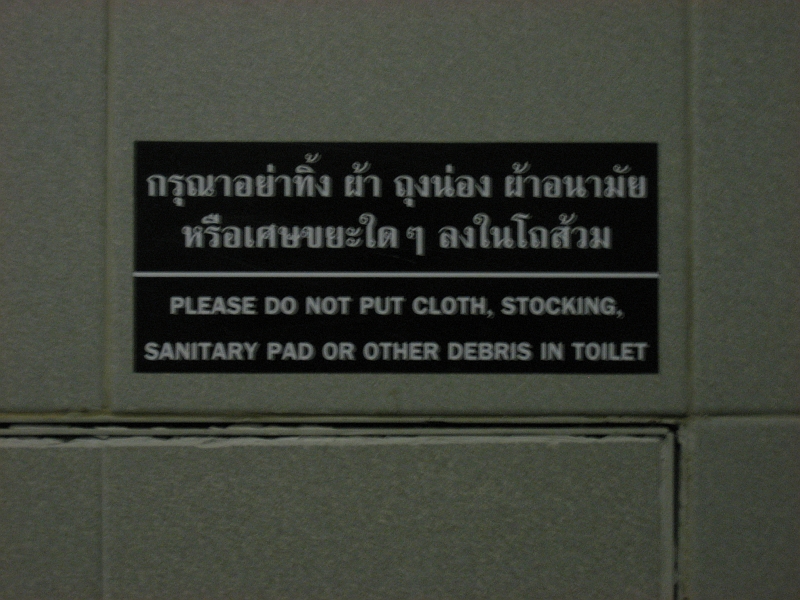 กรุณาอย่าทิ้ง ผ้า ถุงน่อง ผ้าอนามัย
หรือเศษขยะใด ๆ ลงในโถส้วม
PLEASE DO NOT PUT CLOTH, STOCKING,
SANITARY PAD OR OTHER DEBRIS IN TOILET